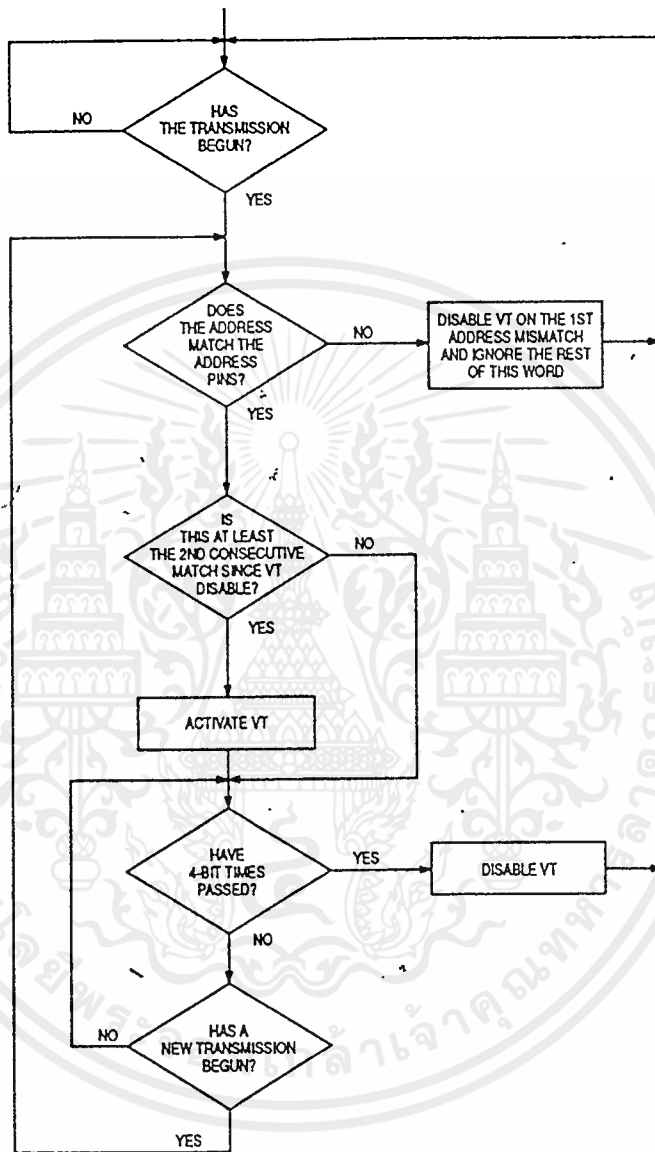 HAS
THE TRANSMISSION
BEGUN?
NO
YES
DOES
THE ADDRESS
MATCH THE
ADDRESS
PINS?
NO
YES
DISABLE VT ON THE 1ST
ADDRESS MISMATCH
AND IGNORE THE REST
OF THIS WORD
IS
THIS AT LEAST
THE 2ND CONSECUTIVE
MATCH SINCE VT
DISABLE?
NO
YES
ACTIVATE VT
HAVE
4-BIT TIMES
PASSED?
YES
NO
DISABLE VT
HAS A
NEW TRANSMISSION
BEGUN?
NO
YES